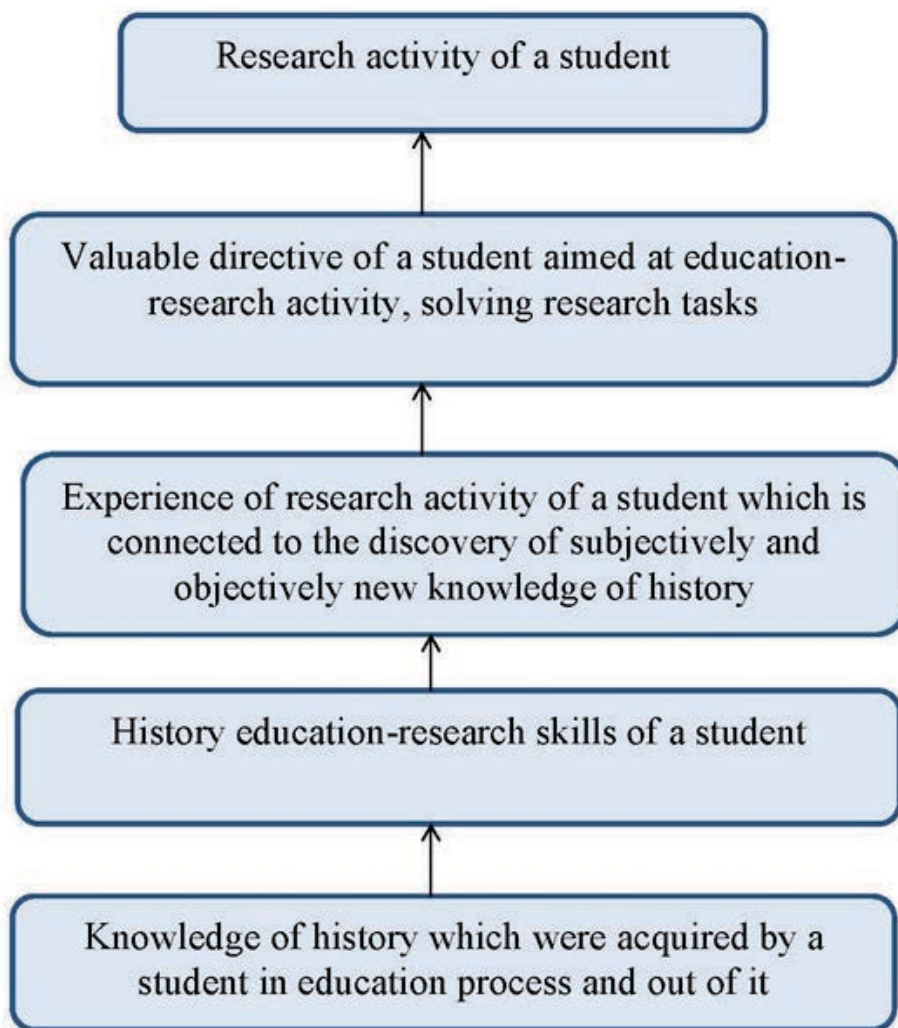 Research activity of a student
Valuable directive of a student aimed at education-
research activity, solving research tasks
Experience of research activity of a student which is
connected to the discovery of subjectively and
objectively new knowledge of history
History education-research skills of a student
Knowledge of history which were acquired by a
student in education process and out of it